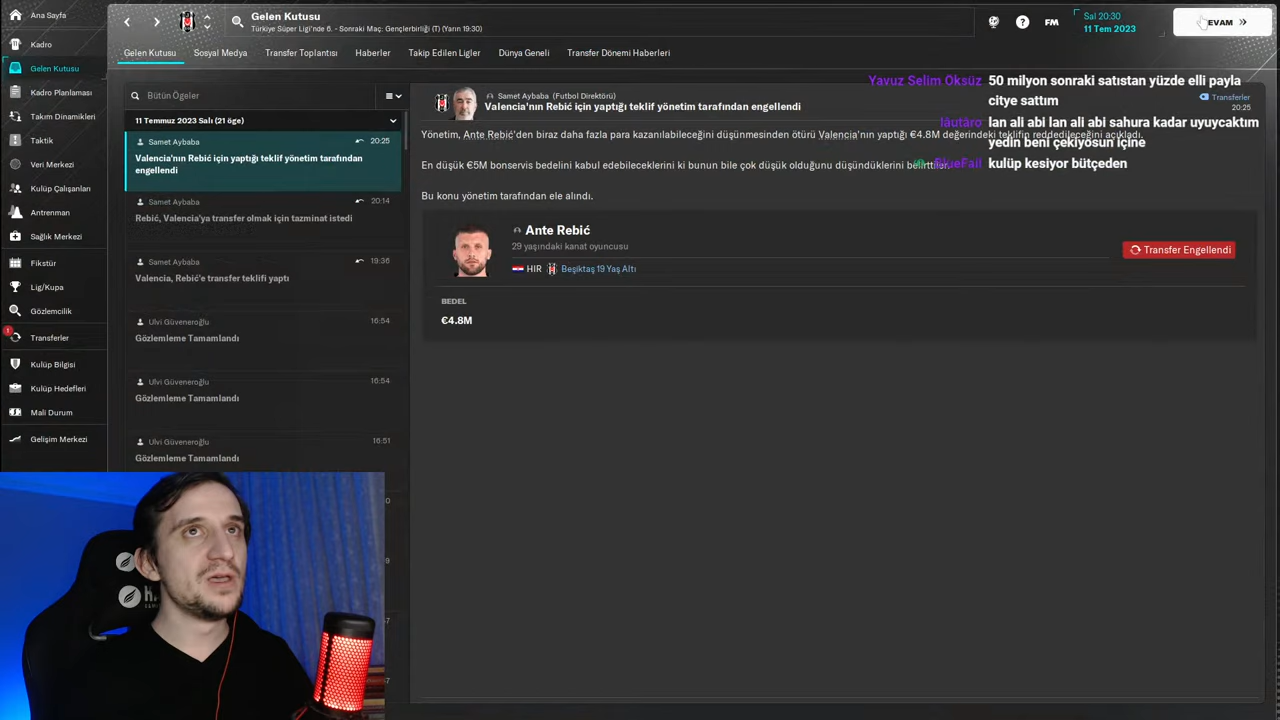 Ana Sayfa
Kadro
Gelen Kutusu
Kadro Planlaması
Takım Dinamikleri
Taktik
Veri Merkezi
Kulüp Çalışanları
Antrenman
Sağlık Merkezi
Fikstür
Lig/Kupa
Gözlemcilik
1
Transferler
Kulüp Bilgisi
Kulüp Hedefleri
Mali Durum
Gelişim Merkezi
Gelen Kutusu
Türkiye Süper Ligi'nde 6. - Sonraki Maç: Gençlerbirliği (T) (Yarın 19:30)
FM
Sal 20:30
11 Tem 2023
EVAM
Gelen Kutusu Sosyal Medya Transfer Toplantısı Haberler Takip Edilen Ligler Dünya Geneli Transfer Dönemi Haberleri
Bütün Ögeler
11 Temmuz 2023 Salı (21 öge)
Samet Aybaba 20:25
Valencia'nın Rebić için yaptığı teklif yönetim tarafından
engellendi
Samet Aybaba 20:14
Rebić, Valencia'ya transfer olmak için tazminat istedi
Samet Aybaba 19:36
Valencia, Rebić'e transfer teklifi yaptı
Ulvi Güveneroğlu 16:54
Gözlemleme Tamamlandı
Ulvi Güveneroğlu 16:54
Gözlemleme Tamamlandı
Ulvi Güveneroğlu 16:51
Gözlemleme Tamamlandı
Samet Aybaba (Futbol Direktörü)
Valencia'nın Rebić için yaptığı teklif yönetim tarafından engellendi
Transferler
20:25
Yönetim, Ante Rebić'den biraz daha fazla para kazanılabileceğini düşünmesinden ötürü Valencia'nın yaptığı €4.8M değerindeki teklifin reddedileceğini açıkladı.
En düşük €5M bonservis bedelini kabul edebileceklerini ki bunun bile çok düşük olduğunu düşündüklerini belirttiler.
Bu konu yönetim tarafından ele alındı.
Ante Rebić
29 yaşındaki kanat oyuncusu
HIR Beşiktaş 19 Yaş Altı
Transfer Engellendi
BEDEL
€4.8M
Yavuz Selim Öksüz 50 milyon sonraki satıstan yüzde elli payla
citye sattım
läutäro lan ali abi lan ali abi sahura kadar uyuycaktım
yedin beni çekiyosun içine
BlueFall kulüp kesiyor bütçeden